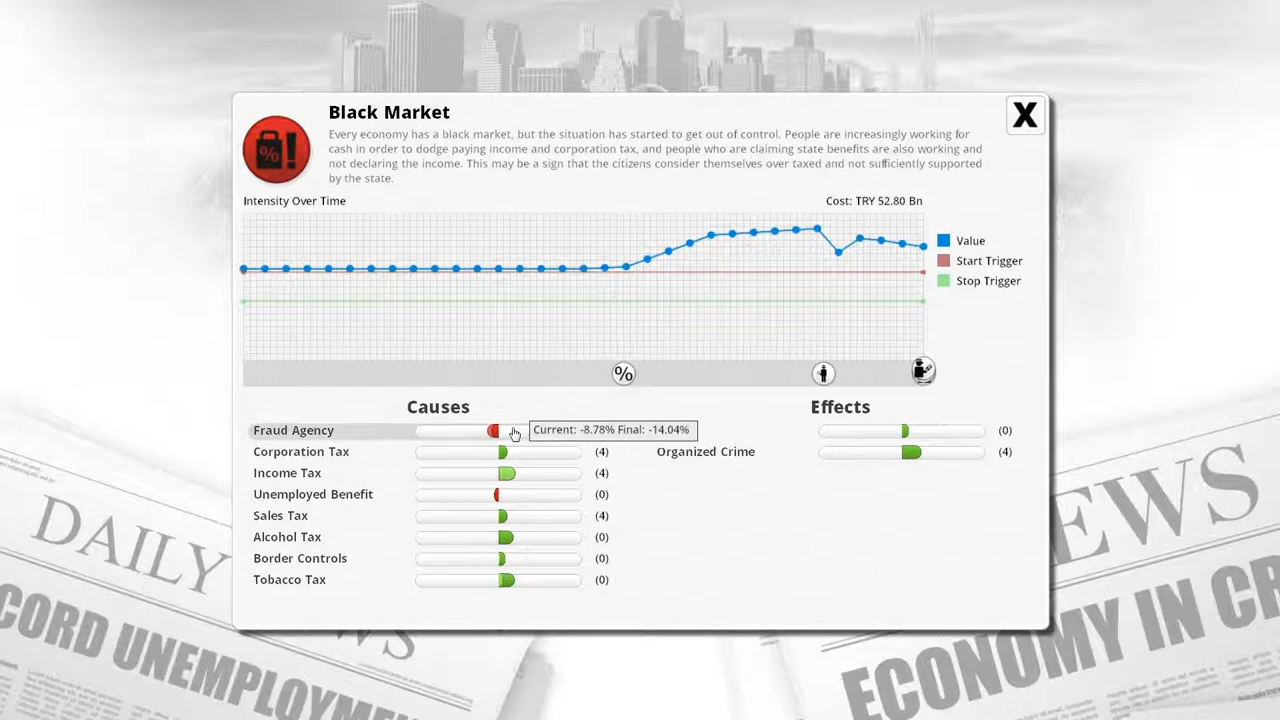 Black Market
X
Every economy has a black market, but the situation has started to get out of control. People are increasingly working for
cash in order to dodge paying income and corporation tax, and people who are claiming state benefits are also working and
not declaring the income. This may be a sign that the citizens consider themselves over taxed and not sufficiently supported
by the state.
Intensity Over Time
Cost: TRY 52.80 Bn
Value
Start Trigger
Stop Trigger
%
Causes
Effects
Fraud Agency
Current: -8.78% Final: -14.04%
(0)
Corporation Tax (4)
Organized Crime (4)
Income Tax (4)
Unemployed Benefit (0)
Sales Tax (4)
Alcohol Tax (0)
Border Controls (0)
Tobacco Tax (0)
DAILY
NEWS
CORD UNEMPLOYME
ECONOMY IN CR